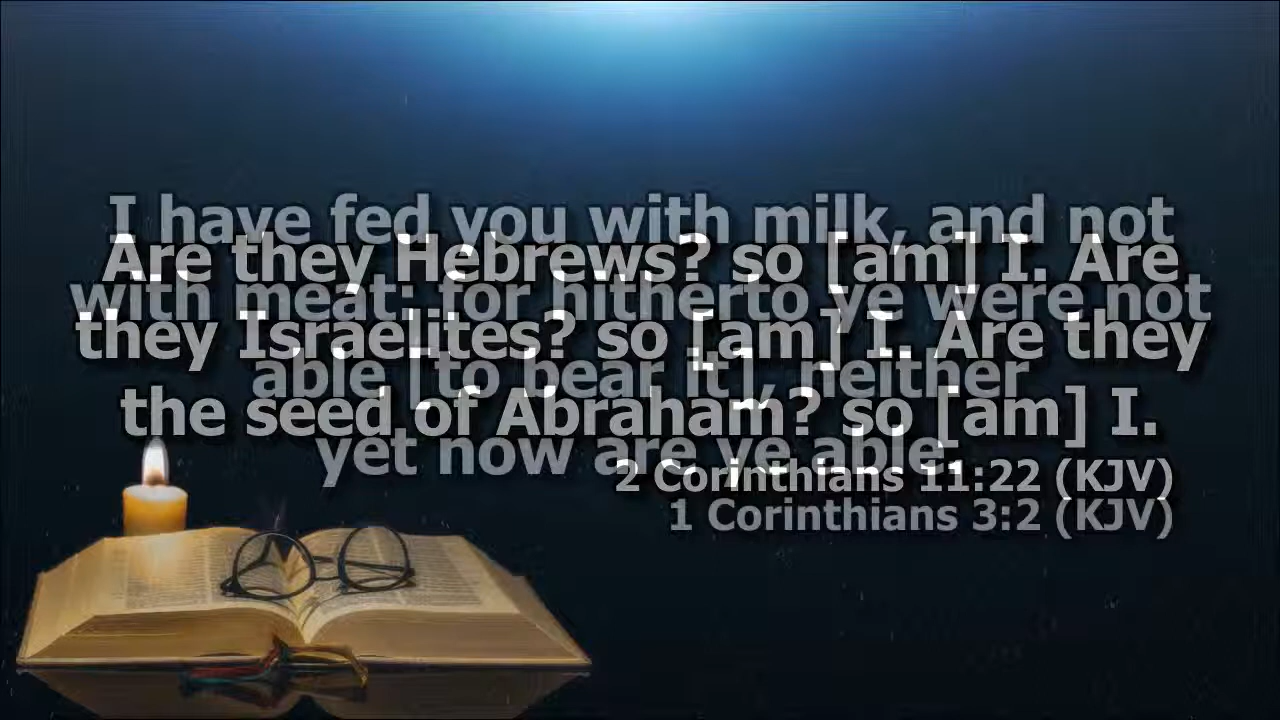 I have fed you with milk, and not
with meat: for hitherto ye were not
able [to bear it], neither
yet now are ye able.
1 Corinthians 3:2 (KJV)
Are they Hebrews? so [am] I. Are
they Israelites? so [am] I. Are they
the seed of Abraham? so [am] I.
2 Corinthians 11:22 (KJV)